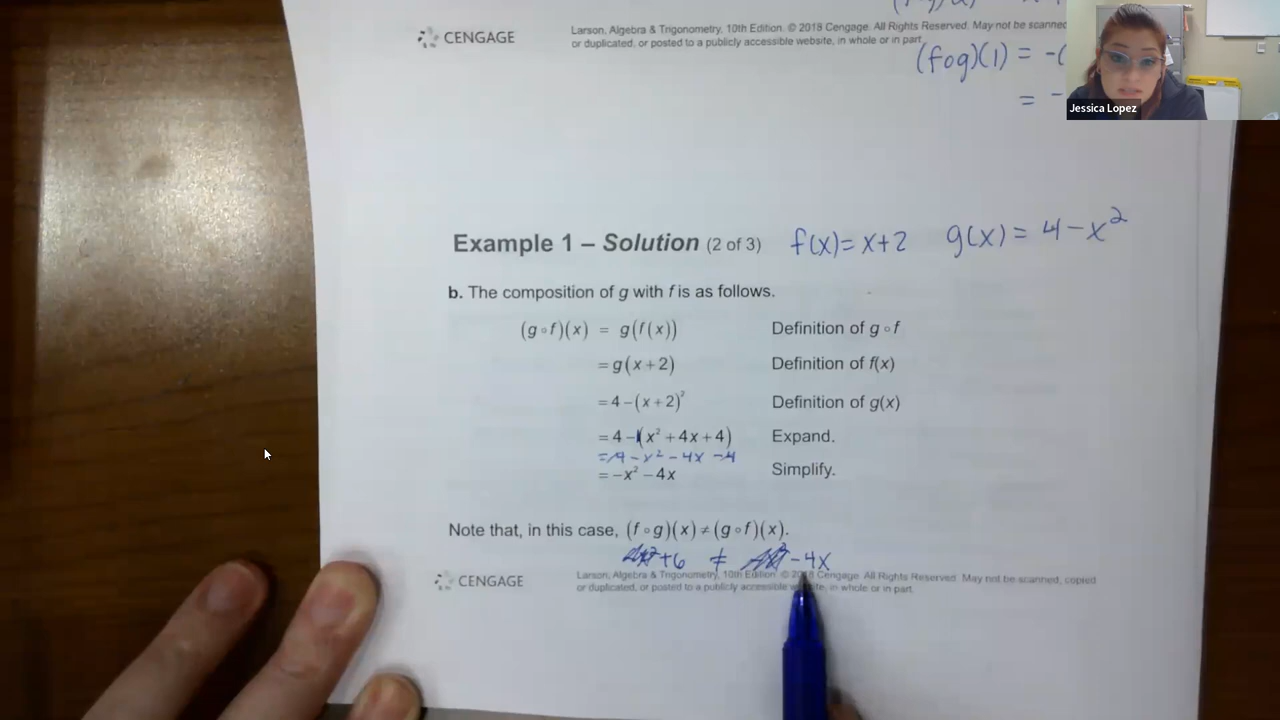 CENGAGE
Larson, Algebra & Trigonometry, 10th Edition. © 2018 Cengage. All Rights Reserved. May not be scanned
or duplicated, or posted to a publicly accessible website, in whole or in part
(fog)(1) = -(
= -
Jessica Lopez
Example 1 – Solution (2 of 3) f(x)=x+2 g(x) = 4-x²
b. The composition of g with f is as follows.
(g∘f)(x) = g(f(x)) Definition of g∘f
=g(x+2) Definition of f(x)
=4-(x+2)² Definition of g(x)
=4-1(x²+4x+4) Expand.
=4-x²-4x-4
=-x²-4x Simplify.
Note that, in this case, (f∘g)(x)≠(g∘f)(x).
-x²+6 ≠ -x²-4x
CENGAGE
Larson, Algebra & Trigonometry, 10th Edition. © 2018 Cengage. All Rights Reserved. May not be scanned, copied
or duplicated, or posted to a publicly accessible website, in whole or in part.